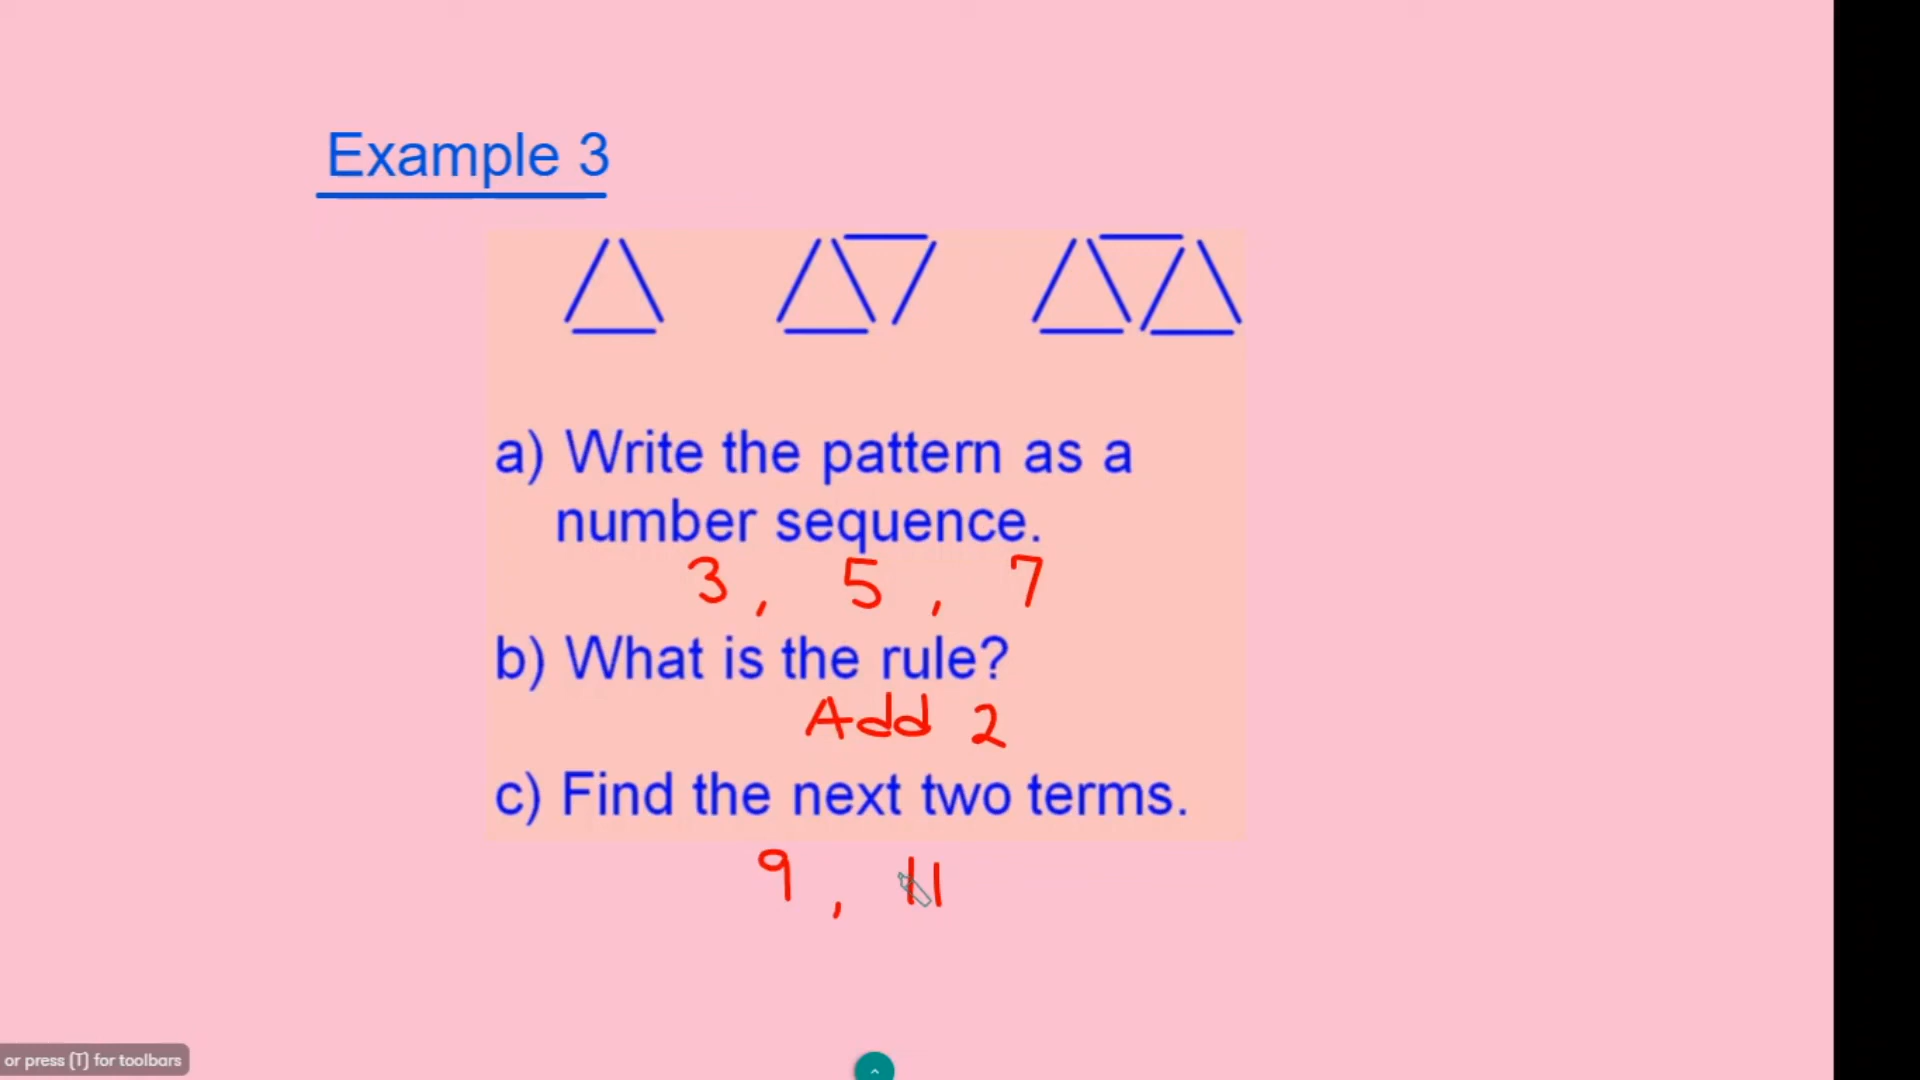 Example 3
a) Write the pattern as a
number sequence.
3, 5, 7
b) What is the rule?
Add 2
c) Find the next two terms.
9, 11
or press (T) for toolbars